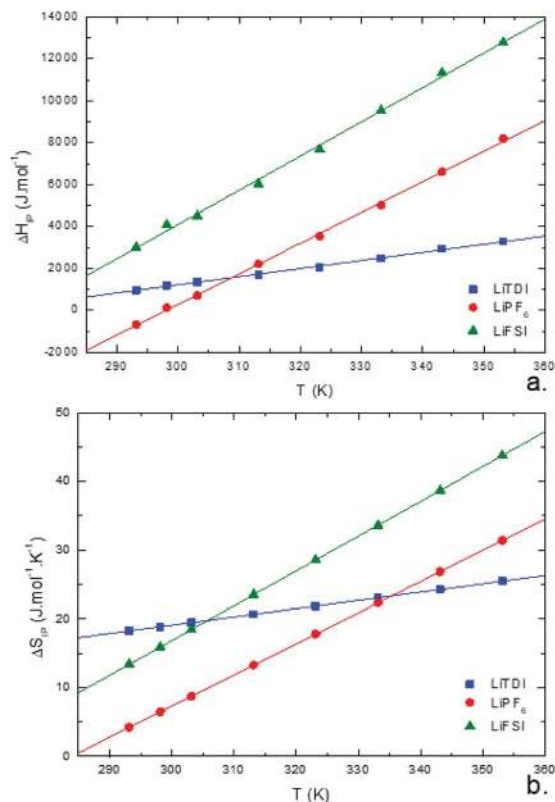 14000
12000
10000
8000
6000
4000
2000
0
-2000
ΔH_IP (J.mol⁻¹)
LiTDI
LiPF₆
LiFSI
290 300 310 320 330 340 350 360
T (K)
a.
50
40
30
20
10
0
ΔS_IP (J.mol⁻¹.K⁻¹)
LiTDI
LiPF₆
LiFSI
290 300 310 320 330 340 350 360
T (K)
b.